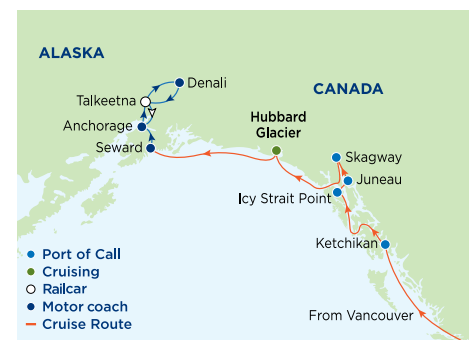 ALASKA
Denali
CANADA
Talkeetna
Anchorage
Hubbard
Glacier
Seward
Skagway
Juneau
Icy Strait Point
Ketchikan
Port of Call
Cruising
Railcar
Motor coach
Cruise Route
From Vancouver